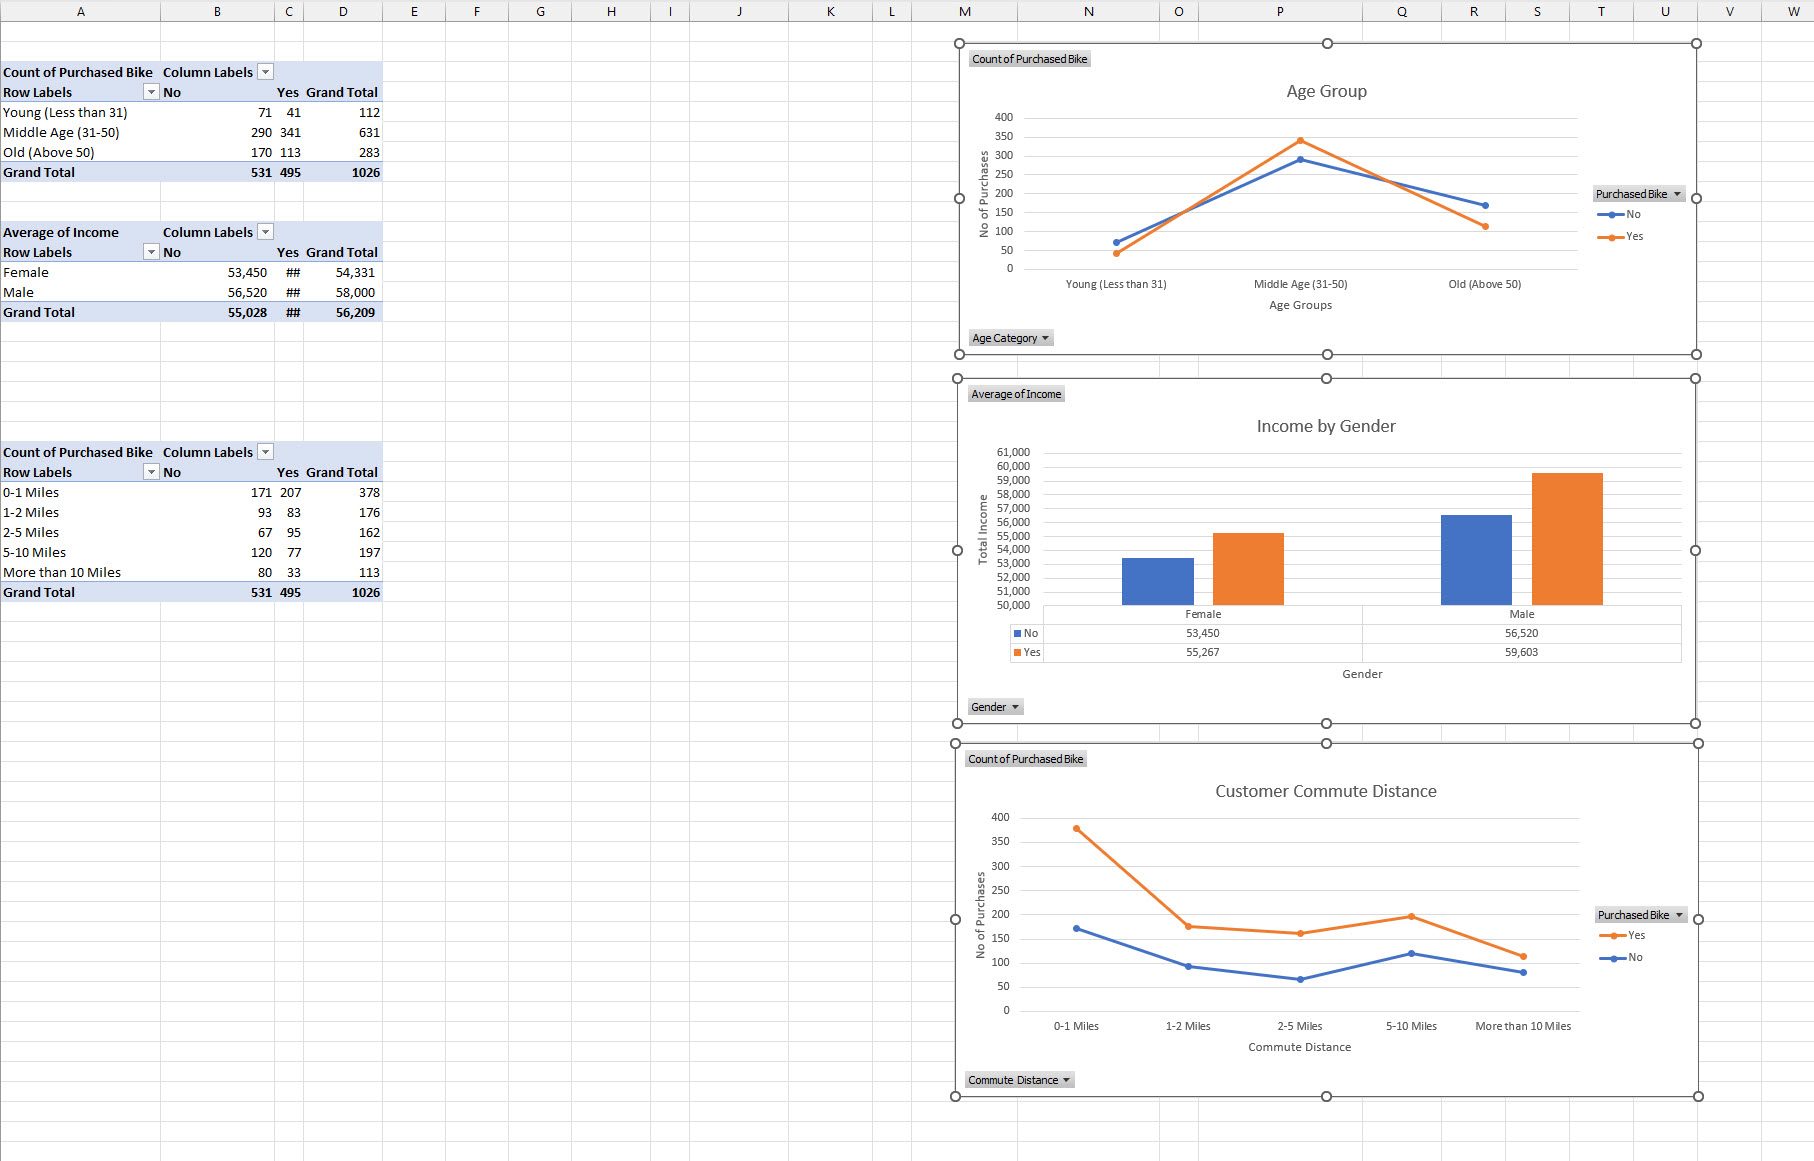 A B C D E F G H I J K L M N O P Q R S T U V W
Count of Purchased Bike Column Labels
Row Labels No Yes Grand Total
Young (Less than 31) 71 41 112
Middle Age (31-50) 290 341 631
Old (Above 50) 170 113 283
Grand Total 531 495 1026
Average of Income Column Labels
Row Labels No Yes Grand Total
Female 53,450 ## 54,331
Male 56,520 ## 58,000
Grand Total 55,028 ## 56,209
Count of Purchased Bike Column Labels
Row Labels No Yes Grand Total
0-1 Miles 171 207 378
1-2 Miles 93 83 176
2-5 Miles 67 95 162
5-10 Miles 120 77 197
More than 10 Miles 80 33 113
Grand Total 531 495 1026
Count of Purchased Bike
Age Group
No of Purchases
400
350
300
250
200
150
100
50
0
Young (Less than 31) Middle Age (31-50) Old (Above 50)
Age Groups
Purchased Bike
No
Yes
Age Category
Average of Income
Income by Gender
Total Income
61,000
60,000
59,000
58,000
57,000
56,000
55,000
54,000
53,000
52,000
51,000
50,000
Female Male
No 53,450 56,520
Yes 55,267 59,603
Gender
Gender
Count of Purchased Bike
Customer Commute Distance
No of Purchases
400
350
300
250
200
150
100
50
0
0-1 Miles 1-2 Miles 2-5 Miles 5-10 Miles More than 10 Miles
Commute Distance
Purchased Bike
Yes
No
Commute Distance